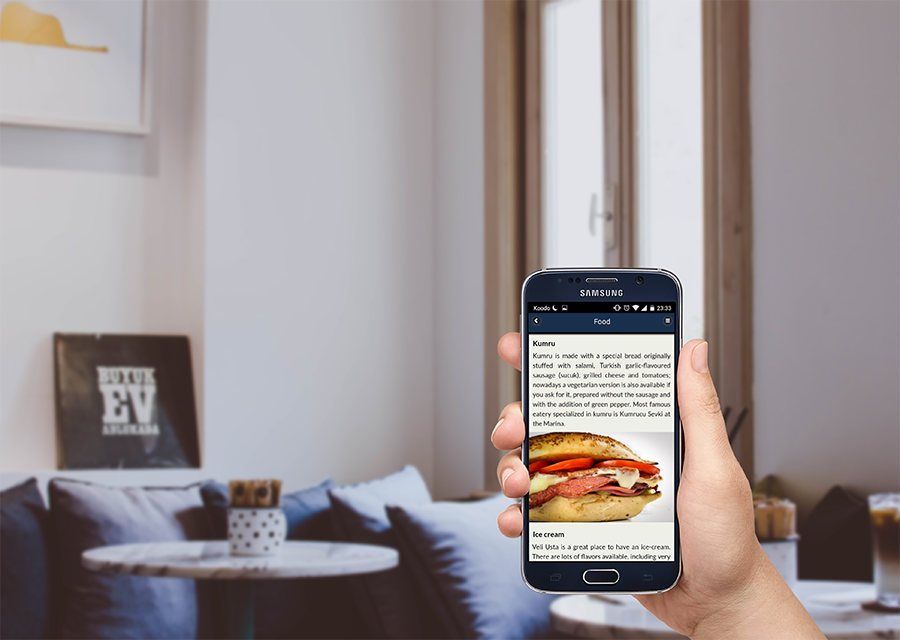 SAMSUNG
Koodo 23:33
Food
Kumru
Kumru is made with a special bread originally
stuffed with salami, Turkish garlic-flavoured
sausage (sucuk), grilled cheese and tomatoes;
nowadays a vegetarian version is also available if
you ask for it, prepared without the sausage and
with the addition of green pepper. Most famous
eatery specialized in kumru is Kumrucu Sevki at
the Marina.
Ice cream
Veli Usta is a great place to have an ice-cream.
There are lots of flavors available, including very
BUYUK
EV
ABLUKADA